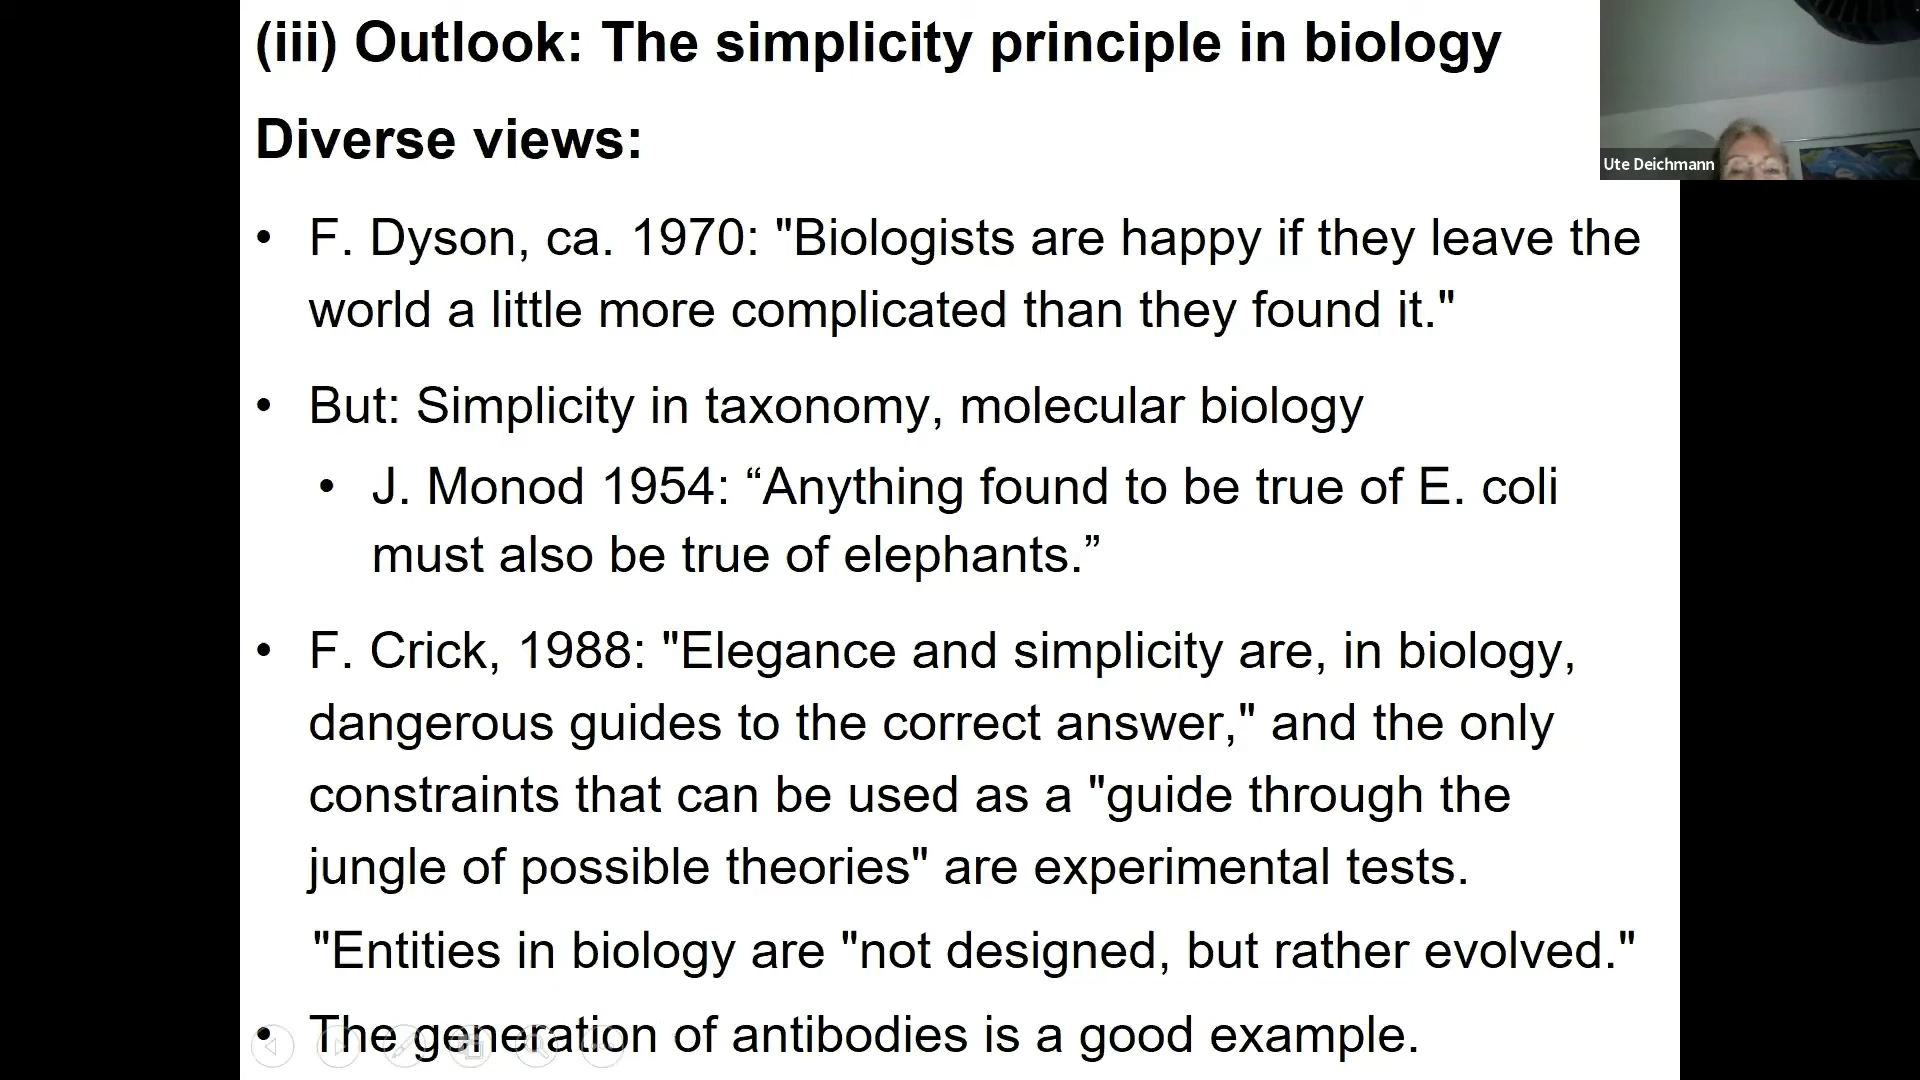 (iii) Outlook: The simplicity principle in biology
Diverse views:
Ute Deichmann
• F. Dyson, ca. 1970: "Biologists are happy if they leave the
world a little more complicated than they found it."
• But: Simplicity in taxonomy, molecular biology
• J. Monod 1954: “Anything found to be true of E. coli
must also be true of elephants.”
• F. Crick, 1988: "Elegance and simplicity are, in biology,
dangerous guides to the correct answer," and the only
constraints that can be used as a "guide through the
jungle of possible theories" are experimental tests.
"Entities in biology are "not designed, but rather evolved."
• The generation of antibodies is a good example.